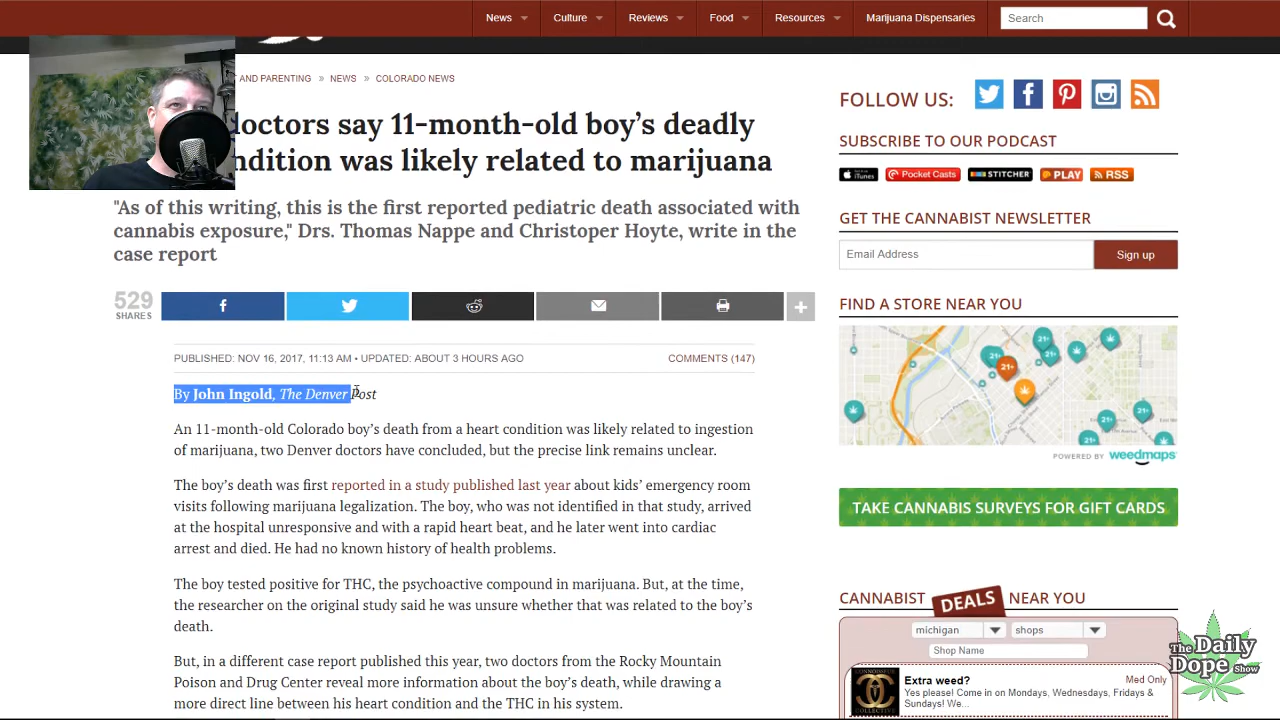 News
Culture
Reviews
Food
Resources
Marijuana Dispensaries
Search
AND PARENTING » NEWS » COLORADO NEWS
doctors say 11-month-old boy's deadly
ndition was likely related to marijuana
"As of this writing, this is the first reported pediatric death associated with
cannabis exposure," Drs. Thomas Nappe and Christoper Hoyte, write in the
case report
529
SHARES
PUBLISHED: NOV 16, 2017, 11:13 AM • UPDATED: ABOUT 3 HOURS AGO
COMMENTS (147)
By John Ingold, The Denver Post
An 11-month-old Colorado boy's death from a heart condition was likely related to ingestion
of marijuana, two Denver doctors have concluded, but the precise link remains unclear.
The boy's death was first reported in a study published last year about kids' emergency room
visits following marijuana legalization. The boy, who was not identified in that study, arrived
at the hospital unresponsive and with a rapid heart beat, and he later went into cardiac
arrest and died. He had no known history of health problems.
The boy tested positive for THC, the psychoactive compound in marijuana. But, at the time,
the researcher on the original study said he was unsure whether that was related to the boy's
death.
But, in a different case report published this year, two doctors from the Rocky Mountain
Poison and Drug Center reveal more information about the boy's death, while drawing a
more direct line between his heart condition and the THC in his system.
FOLLOW US:
SUBSCRIBE TO OUR PODCAST
iTunes
Pocket Casts
STITCHER
PLAY
RSS
GET THE CANNABIST NEWSLETTER
Email Address
Sign up
FIND A STORE NEAR YOU
21+
21+
21+
21+
21+
21+
POWERED BY weedmaps
TAKE CANNABIS SURVEYS FOR GIFT CARDS
CANNABIST DEALS NEAR YOU
michigan
shops
Shop Name
Extra weed?
Med Only
Yes please! Come in on Mondays, Wednesdays, Fridays &
Sundays! We...
The Daily
Dope Show